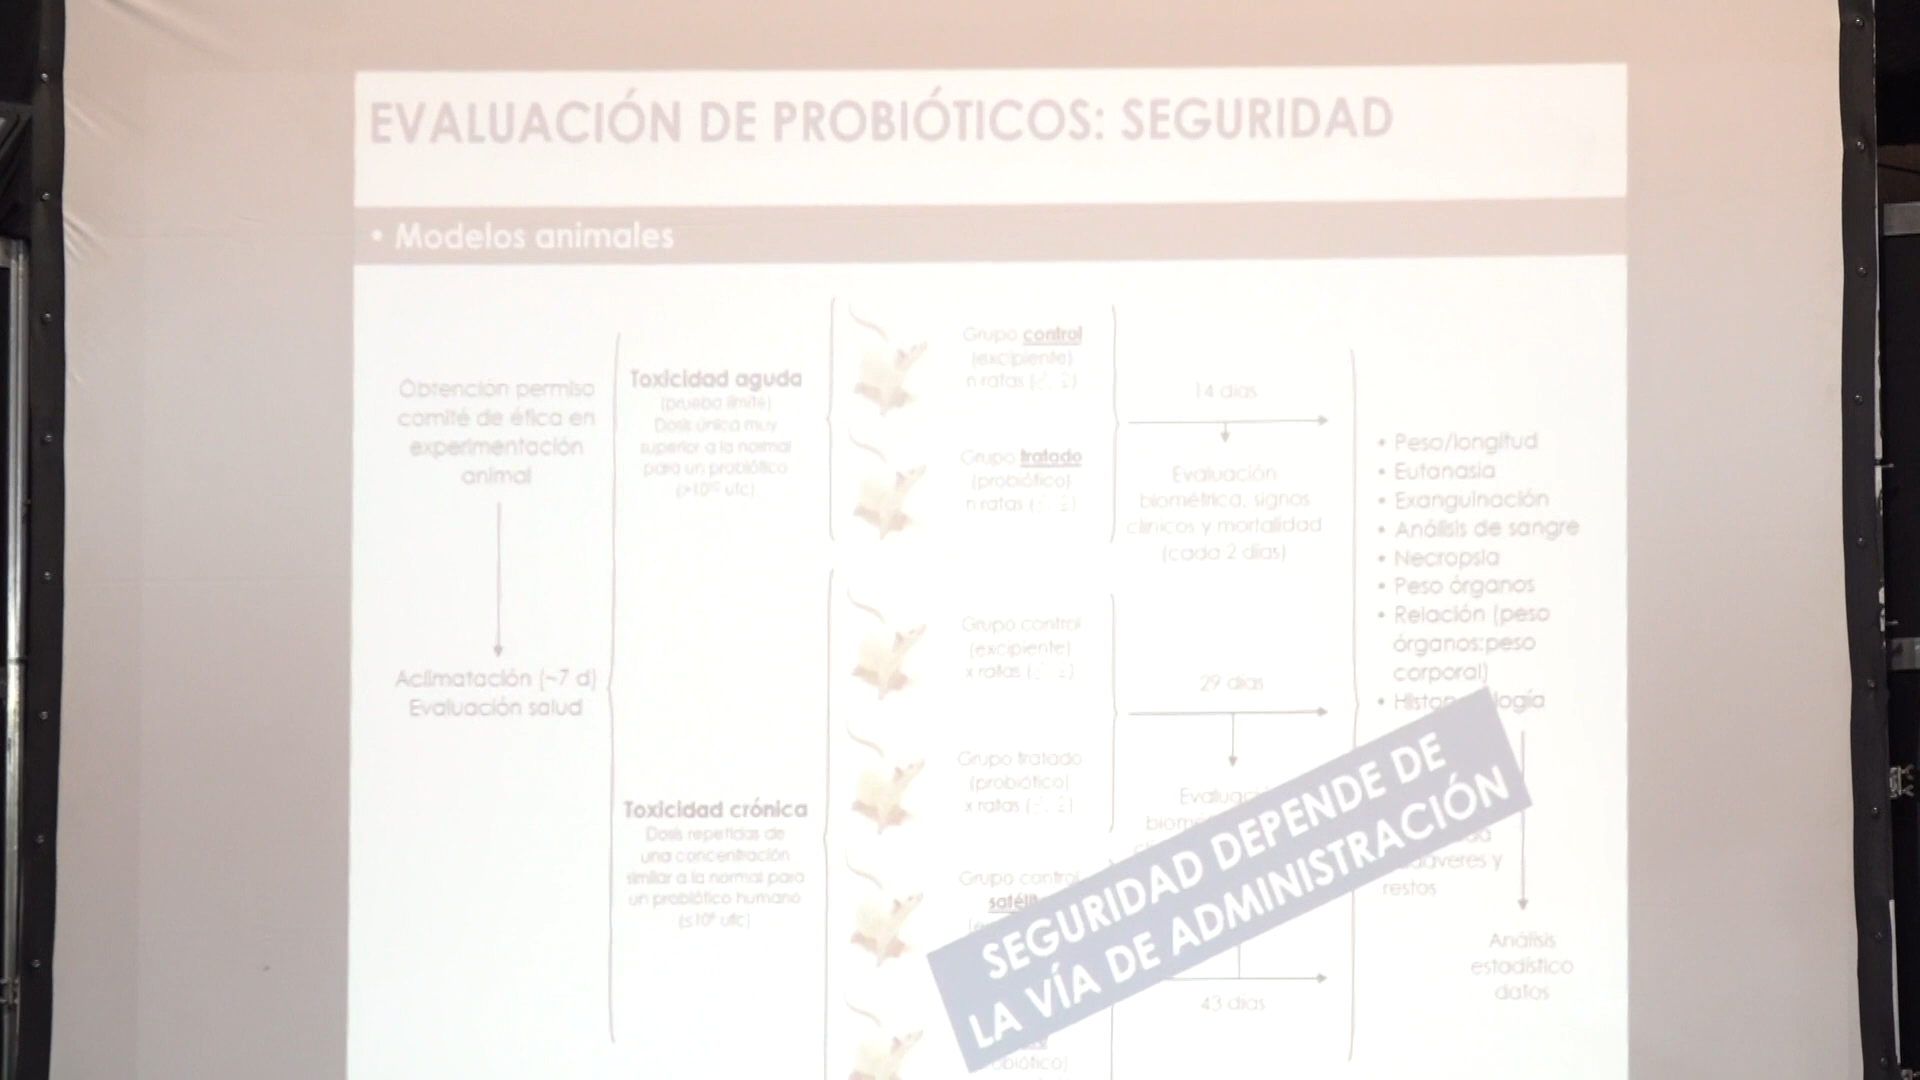 EVALUACIÓN DE PROBIÓTICOS: SEGURIDAD
• Modelos animales
Obtención permiso
comité de ética en
experimentación
animal
Aclimatación (~7 d)
Evaluación salud
Toxicidad aguda
(prueba límite)
Dosis única muy
superior a la normal
para un probiótico
ufc)
Toxicidad crónica
Dosis repetidas de
una concentración
similar a la normal para
un probiótico humano
ufc)
Grupo control
(excipiente)
n ratas
Grupo tratado
(probiótico)
n ratas
Grupo control
(excipiente)
x ratas
Grupo tratado
(probiótico)
x ratas
Grupo control
14 días
Evaluación
biométrica, signos
clínicos y mortalidad
(cada 2 días)
29 días
43 días
• Peso/longitud
• Eutanasia
• Exanguinación
• Análisis de sangre
• Necropsia
• Peso órganos
• Relación (peso
órganos:peso
corporal)
restos
Análisis
estadístico
datos
SEGURIDAD DEPENDE DE
LA VÍA DE ADMINISTRACIÓN